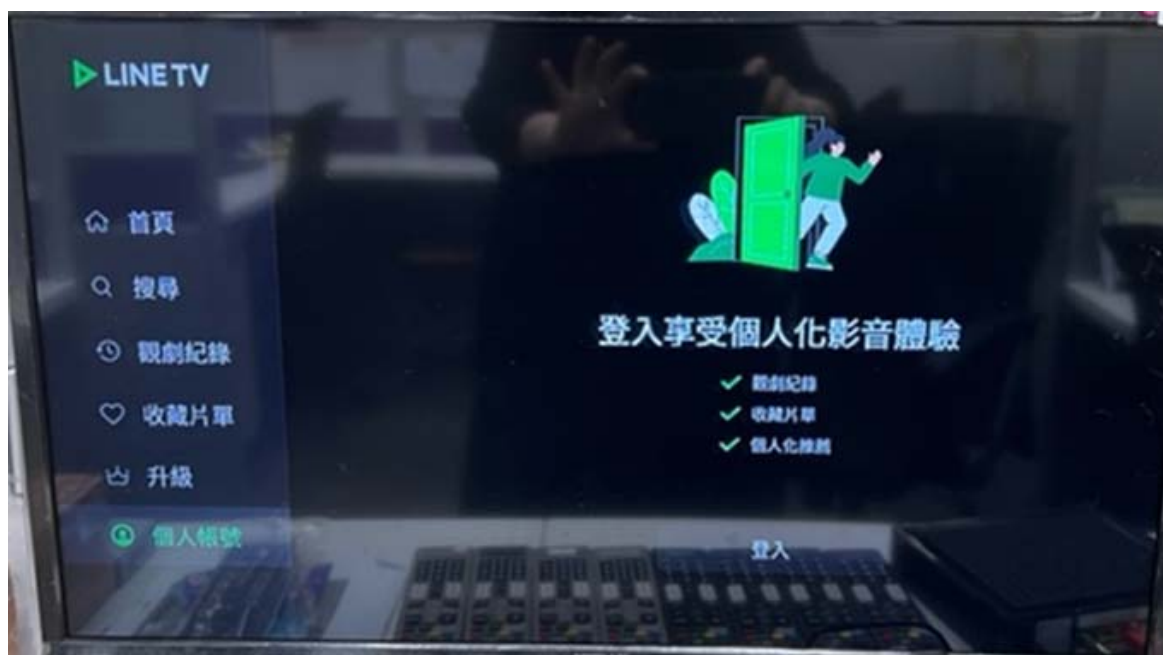 LINE TV
首頁
搜尋
觀劇紀錄
收藏片單
升級
個人帳號
登入享受個人化影音體驗
觀劇紀錄
收藏片單
個人化推薦
登入